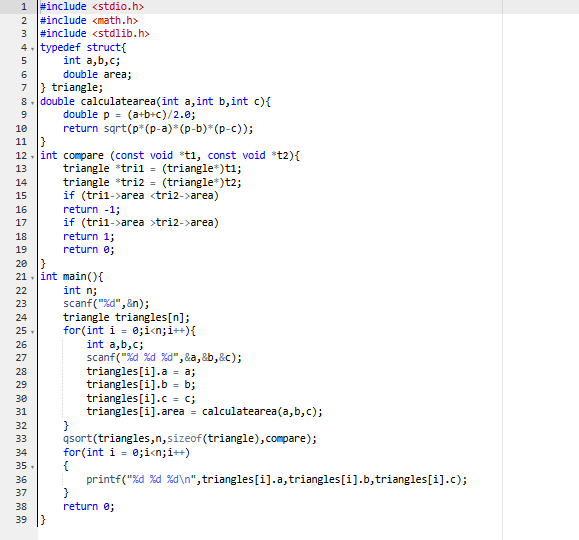 1 #include <stdio.h>
2 #include <math.h>
3 #include <stdlib.h>
4 typedef struct{
5 int a,b,c;
6 double area;
7 } triangle;
8 double calculatearea(int a,int b,int c){
9 double p = (a+b+c)/2.0;
10 return sqrt(p*(p-a)*(p-b)*(p-c));
11 }
12 int compare (const void *t1, const void *t2){
13 triangle *tri1 = (triangle*)t1;
14 triangle *tri2 = (triangle*)t2;
15 if (tri1->area <tri2->area)
16 return -1;
17 if (tri1->area >tri2->area)
18 return 1;
19 return 0;
20 }
21 int main(){
22 int n;
23 scanf("%d",&n);
24 triangle triangles[n];
25 for(int i = 0;i<n;i++){
26 int a,b,c;
27 scanf("%d %d %d",&a,&b,&c);
28 triangles[i].a = a;
29 triangles[i].b = b;
30 triangles[i].c = c;
31 triangles[i].area = calculatearea(a,b,c);
32 }
33 qsort(triangles,n,sizeof(triangle),compare);
34 for(int i = 0;i<n;i++)
35 {
36 printf("%d %d %d\n",triangles[i].a,triangles[i].b,triangles[i].c);
37 }
38 return 0;
39 }